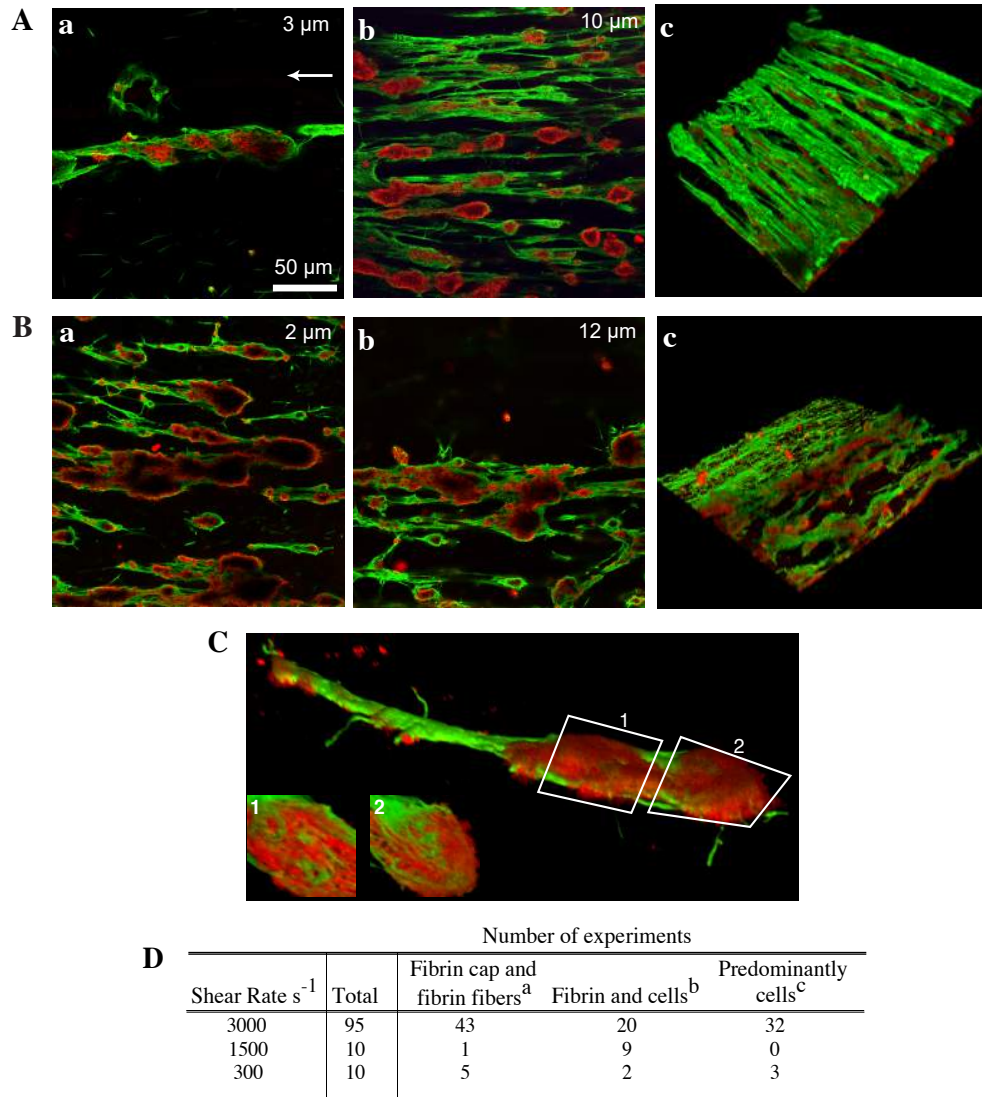 A
a
3 µm
50 µm
b
10 µm
c
B
a
2 µm
b
12 µm
c
C
1
2
1
2
D
Number of experiments
Shear Rate s-1 Total Fibrin cap and fibrin fibersa Fibrin and cellsb Predominantly cellsc
3000 95 43 20 32
1500 10 1 9 0
300 10 5 2 3